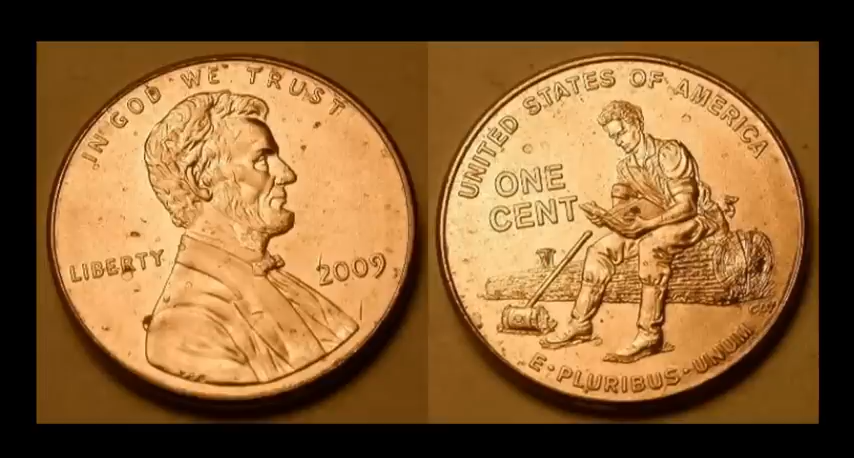 IN GOD WE TRUST
LIBERTY
2009
UNITED STATES OF AMERICA
ONE
CENT
E·PLURIBUS·UNUM